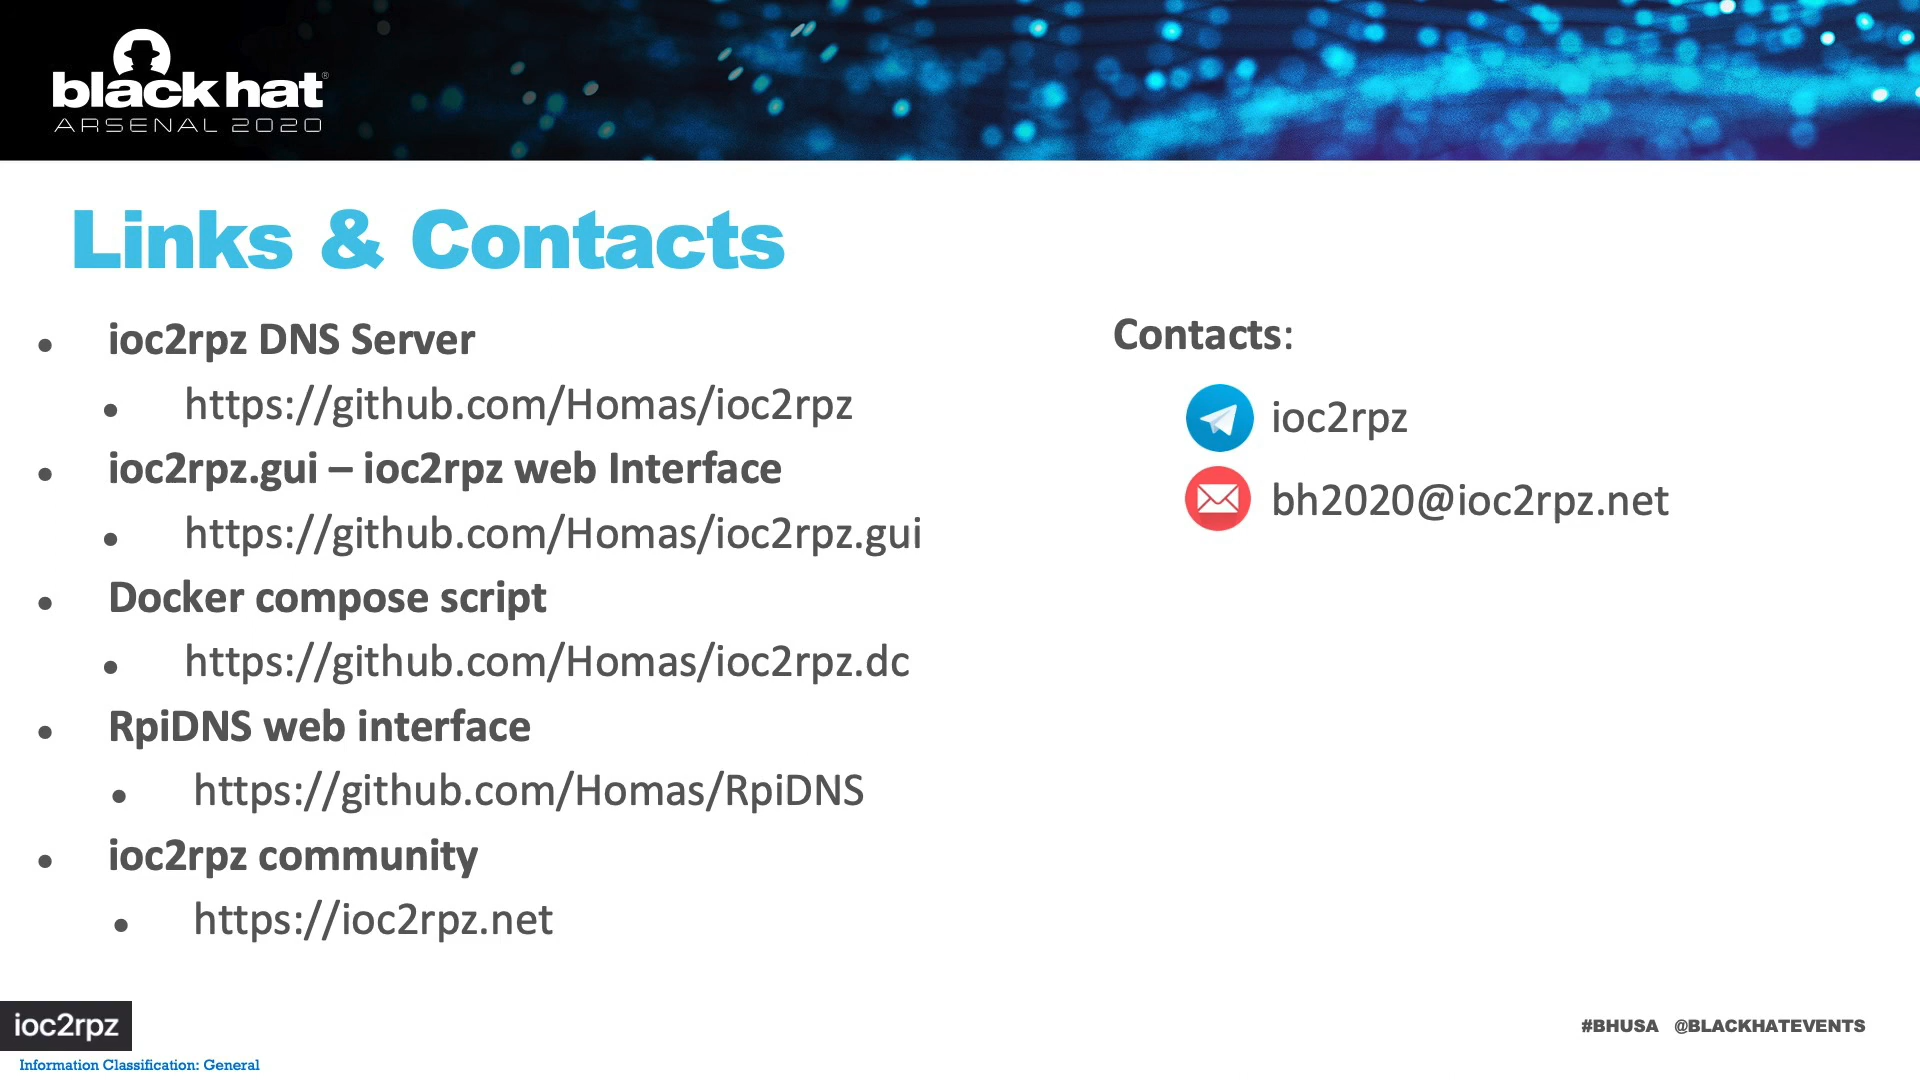 black hat®
ARSENAL 2020
Links & Contacts
• ioc2rpz DNS Server
• https://github.com/Homas/ioc2rpz
• ioc2rpz.gui – ioc2rpz web Interface
• https://github.com/Homas/ioc2rpz.gui
• Docker compose script
• https://github.com/Homas/ioc2rpz.dc
• RpiDNS web interface
• https://github.com/Homas/RpiDNS
• ioc2rpz community
• https://ioc2rpz.net
Contacts:
ioc2rpz
bh2020@ioc2rpz.net
ioc2rpz
Information Classification: General
#BHUSA @BLACKHATEVENTS